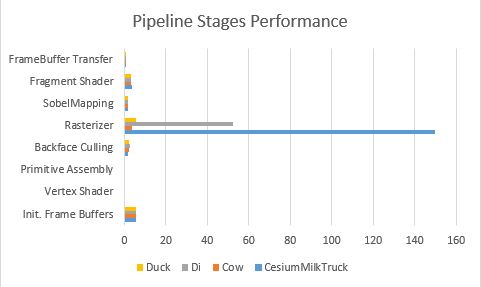 Pipeline Stages Performance
FrameBuffer Transfer
Fragment Shader
SobelMapping
Rasterizer
Backface Culling
Primitive Assembly
Vertex Shader
Init. Frame Buffers
0 20 40 60 80 100 120 140 160
Duck Di Cow CesiumMilkTruck